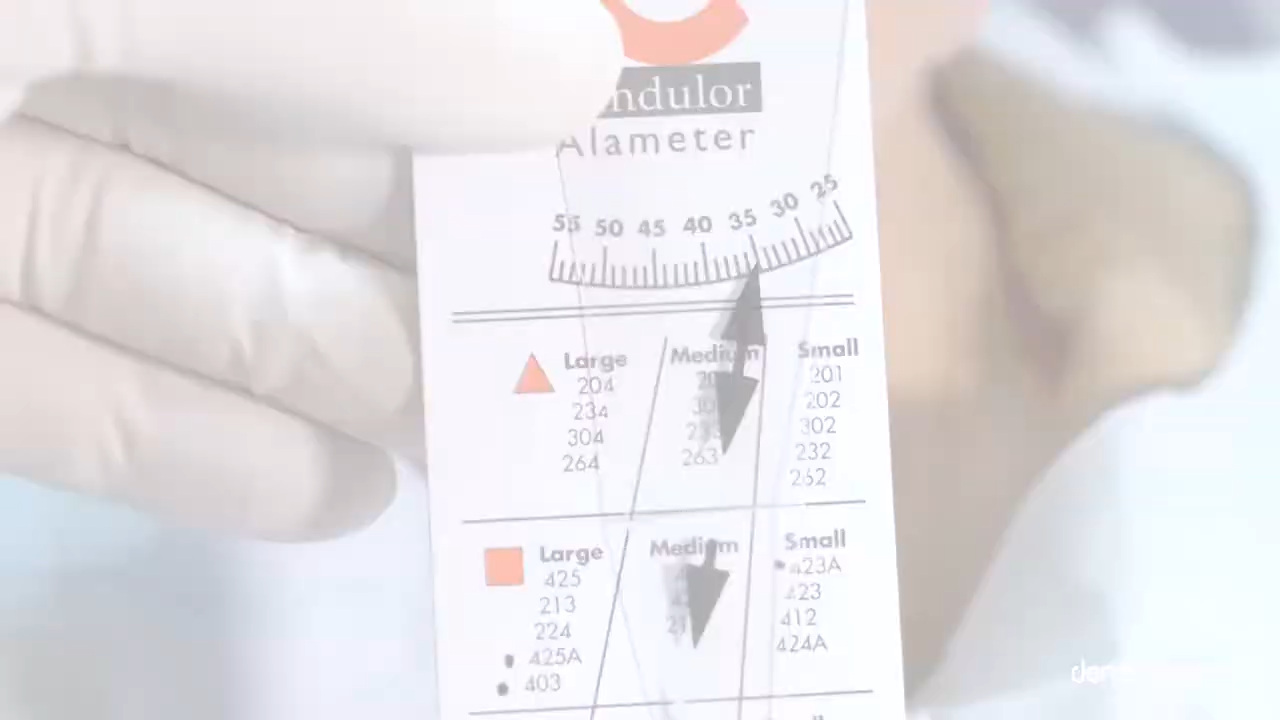 ndulor
Alameter
55 50 45 40 35 30 25
Large Medium Small
204 201
234 202
304 302
264 263 232
262
Large Medium Small
425 423A
213 423
224 412
425A 424A
403